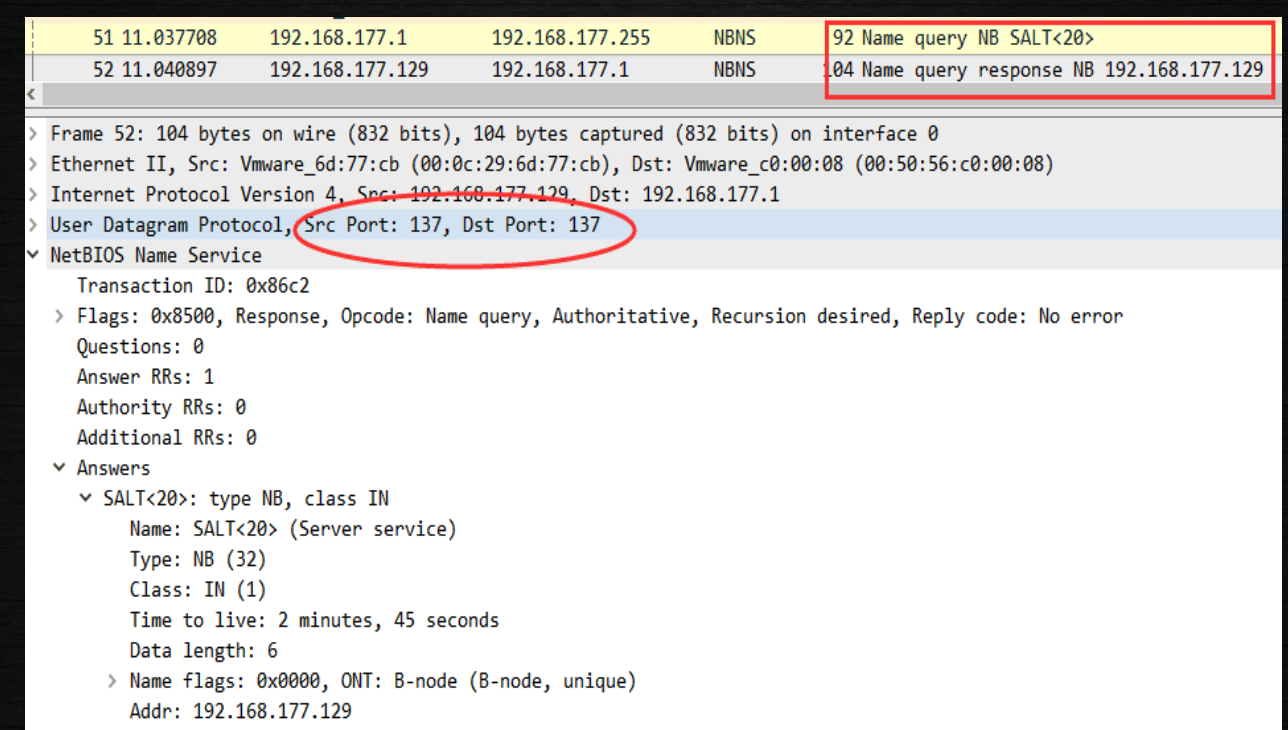 51 11.037708 192.168.177.1 192.168.177.255 NBNS 92 Name query NB SALT<20>
52 11.040897 192.168.177.129 192.168.177.1 NBNS 104 Name query response NB 192.168.177.129
Frame 52: 104 bytes on wire (832 bits), 104 bytes captured (832 bits) on interface 0
Ethernet II, Src: Vmware_6d:77:cb (00:0c:29:6d:77:cb), Dst: Vmware_c0:00:08 (00:50:56:c0:00:08)
Internet Protocol Version 4, Src: 192.168.177.129, Dst: 192.168.177.1
User Datagram Protocol, Src Port: 137, Dst Port: 137
NetBIOS Name Service
Transaction ID: 0x86c2
Flags: 0x8500, Response, Opcode: Name query, Authoritative, Recursion desired, Reply code: No error
Questions: 0
Answer RRs: 1
Authority RRs: 0
Additional RRs: 0
Answers
SALT<20>: type NB, class IN
Name: SALT<20> (Server service)
Type: NB (32)
Class: IN (1)
Time to live: 2 minutes, 45 seconds
Data length: 6
Name flags: 0x0000, ONT: B-node (B-node, unique)
Addr: 192.168.177.129